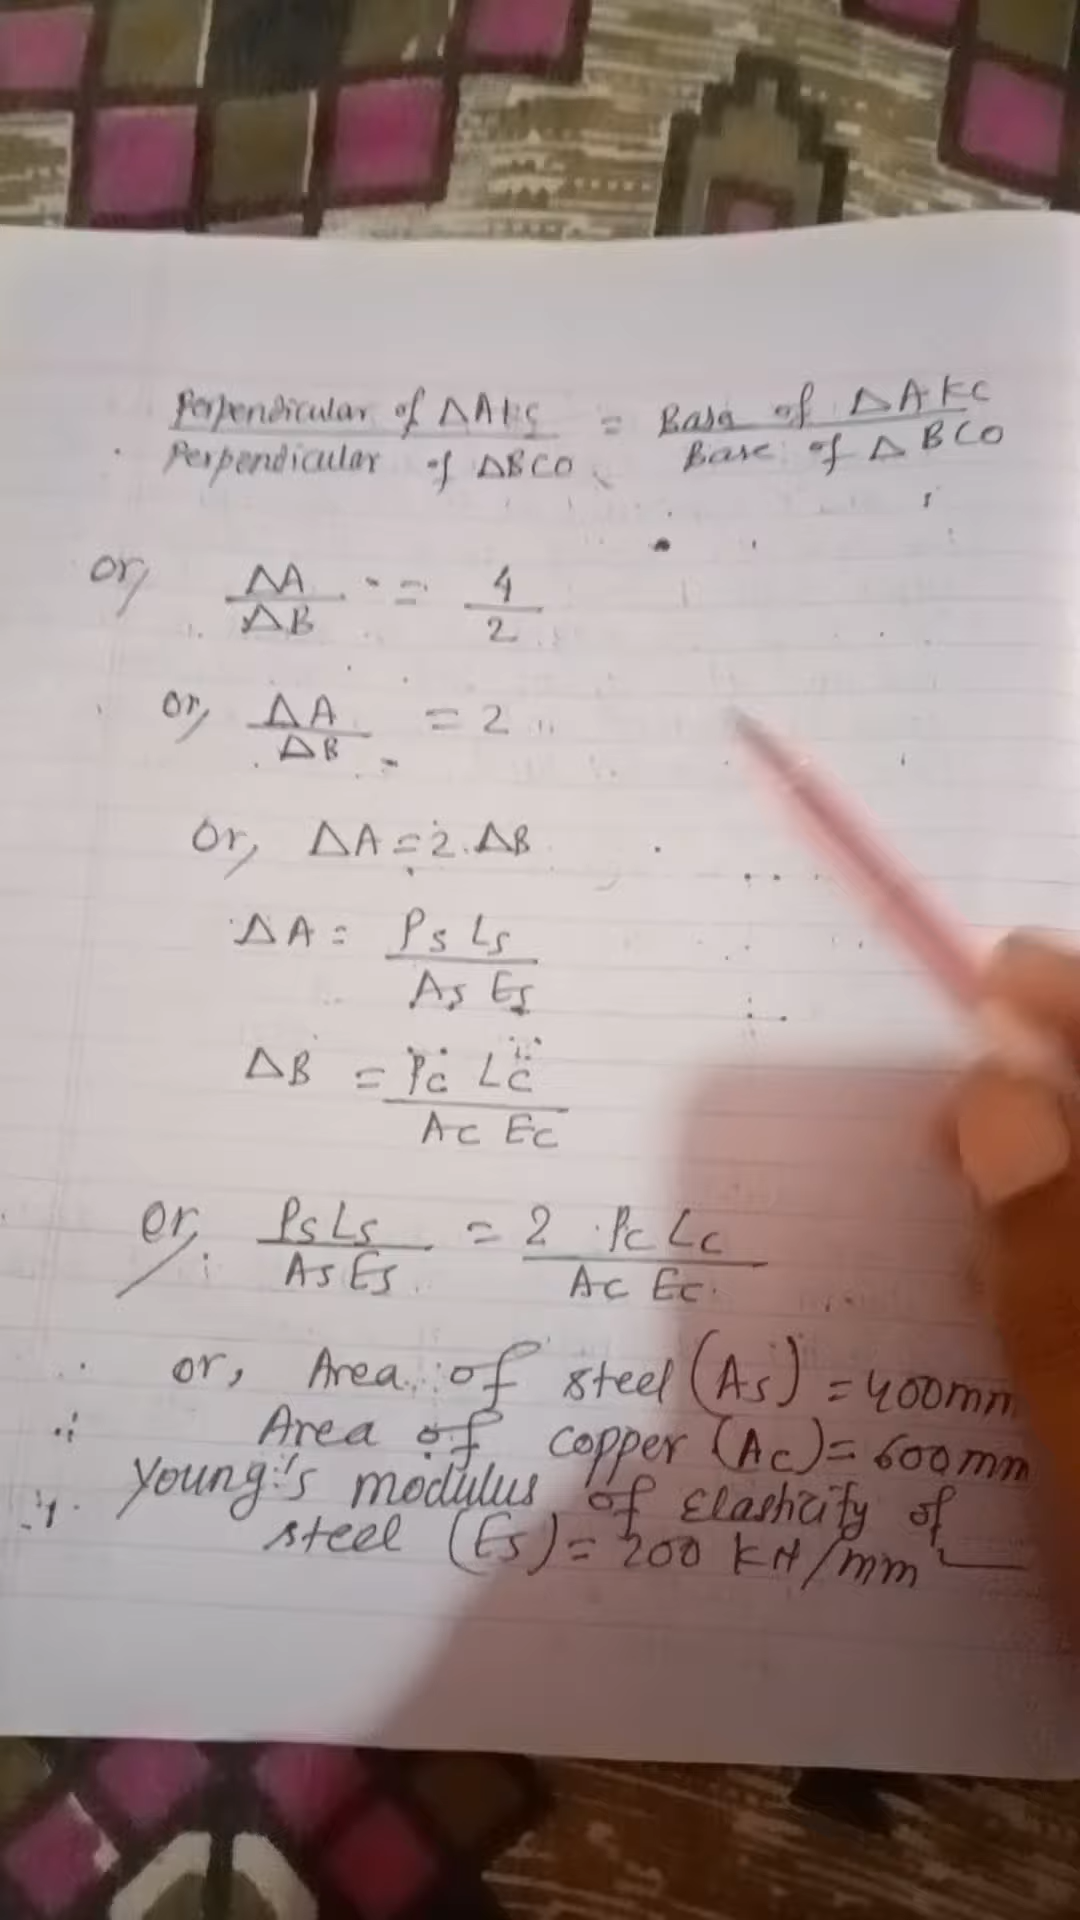 Perpendicular of ΔAKC = Base of ΔAKC
Perpendicular of ΔBCO Base of ΔBCO
or, ΔA = 4
ΔB 2
or, ΔA = 2
ΔB
Or, ΔA = 2.ΔB
ΔA = Ps Ls
As Es
ΔB = Pc Lc
Ac Ec
or, PsLs = 2 Pc Lc
As Es Ac Ec
or, Area of steel (As) = 400mm
Area of copper (Ac) = 600mm
Young's modulus of Elasticity of
steel (Es) = 200 kN/mm